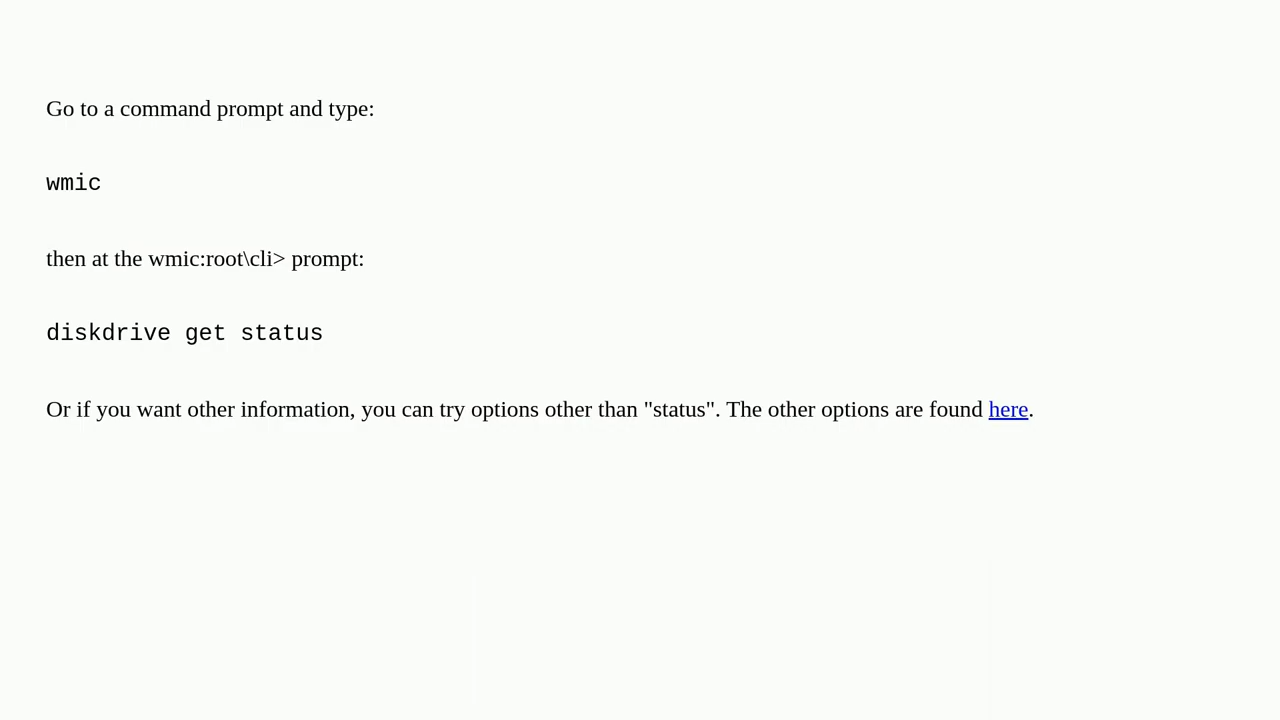 Go to a command prompt and type:
wmic
then at the wmic:root\cli> prompt:
diskdrive get status
Or if you want other information, you can try options other than "status". The other options are found here.